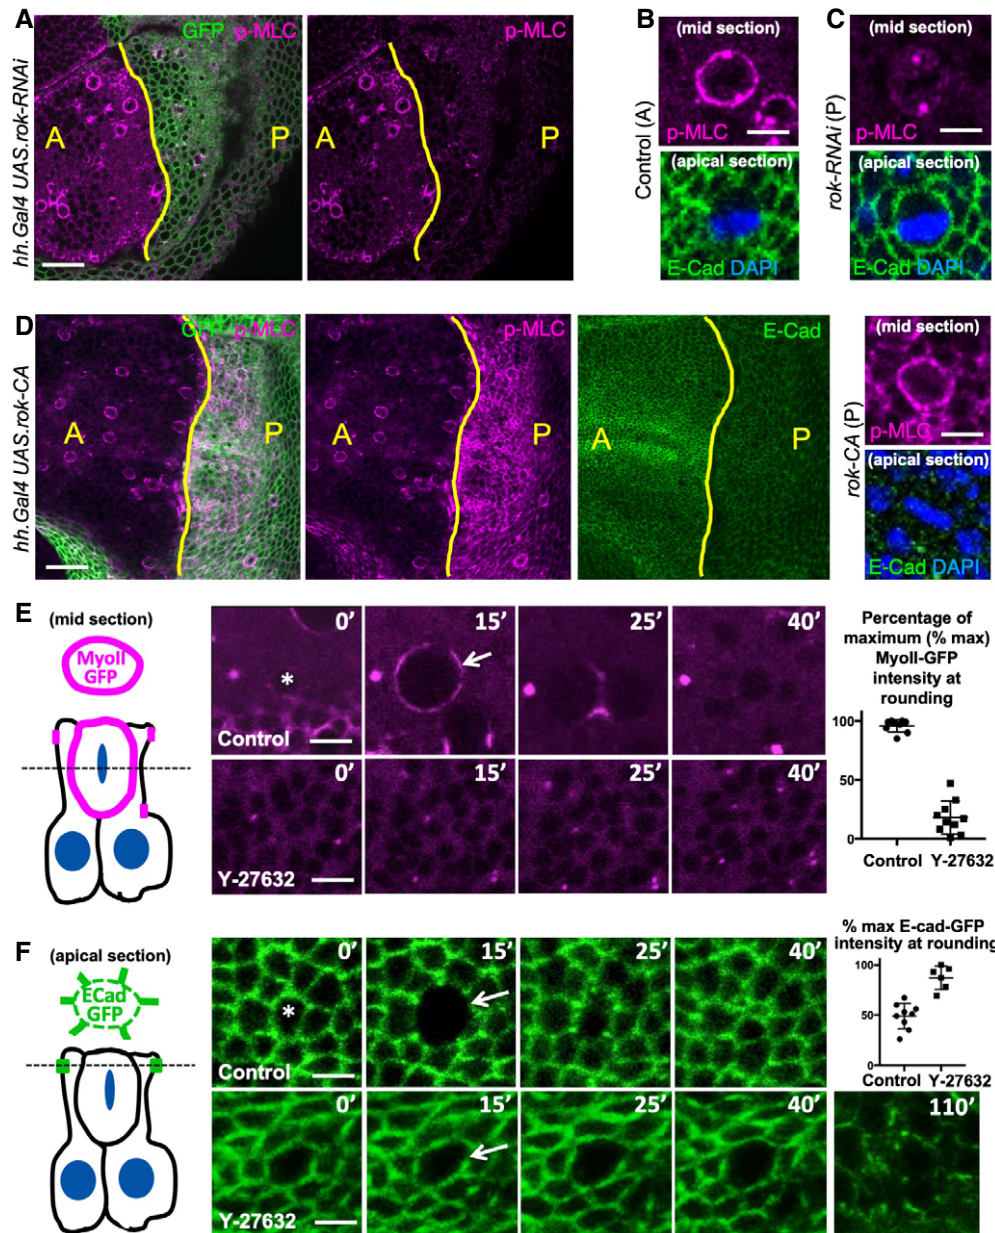 A
hh.Gal4 UAS.rok-RNAi
GFP p-MLC
A
P
p-MLC
A
P
B
Control (A)
(mid section)
p-MLC
(apical section)
E-Cad DAPI
C
rok-RNAi (P)
(mid section)
p-MLC
(apical section)
E-Cad DAPI
D
hh.Gal4 UAS.rok-CA
GFP p-MLC
A
P
p-MLC
A
P
E-Cad
A
P
rok-CA (P)
(mid section)
p-MLC
(apical section)
E-Cad DAPI
E
(mid section)
MyoII
GFP
0’
15’
25’
40’
*
Control
0’
15’
25’
40’
Y-27632
Percentage of
maximum (% max)
MyoII-GFP
intensity at
rounding
100
50
0
Control Y-27632
F
(apical section)
ECad
GFP
0’
15’
25’
40’
*
Control
0’
15’
25’
40’
110’
Y-27632
% max E-cad-GFP
intensity at rounding
100
50
0
Control Y-27632